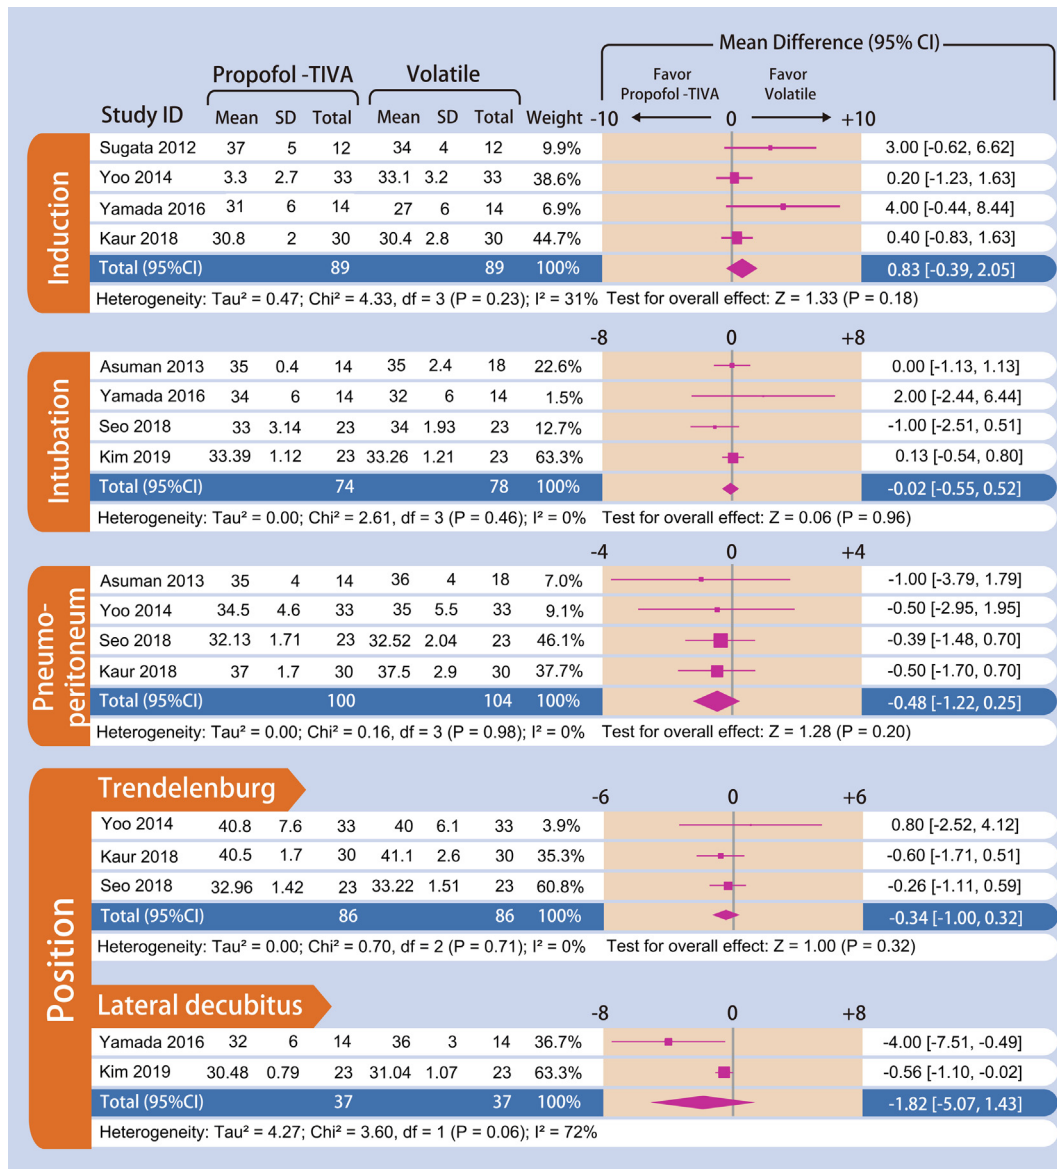 Mean Difference (95% CI)
Propofol -TIVA Volatile Favor Propofol -TIVA Favor Volatile
Study ID Mean SD Total Mean SD Total Weight -10 0 +10
Induction
Sugata 2012 37 5 12 34 4 12 9.9% 3.00 [-0.62, 6.62]
Yoo 2014 3.3 2.7 33 33.1 3.2 33 38.6% 0.20 [-1.23, 1.63]
Yamada 2016 31 6 14 27 6 14 6.9% 4.00 [-0.44, 8.44]
Kaur 2018 30.8 2 30 30.4 2.8 30 44.7% 0.40 [-0.83, 1.63]
Total (95%CI) 89 89 100% 0.83 [-0.39, 2.05]
Heterogeneity: Tau² = 0.47; Chi² = 4.33, df = 3 (P = 0.23); I² = 31% Test for overall effect: Z = 1.33 (P = 0.18)
-8 0 +8
Intubation
Asuman 2013 35 0.4 14 35 2.4 18 22.6% 0.00 [-1.13, 1.13]
Yamada 2016 34 6 14 32 6 14 1.5% 2.00 [-2.44, 6.44]
Seo 2018 33 3.14 23 34 1.93 23 12.7% -1.00 [-2.51, 0.51]
Kim 2019 33.39 1.12 23 33.26 1.21 23 63.3% 0.13 [-0.54, 0.80]
Total (95%CI) 74 78 100% -0.02 [-0.55, 0.52]
Heterogeneity: Tau² = 0.00; Chi² = 2.61, df = 3 (P = 0.46); I² = 0% Test for overall effect: Z = 0.06 (P = 0.96)
-4 0 +4
Pneumo-
peritoneum
Asuman 2013 35 4 14 36 4 18 7.0% -1.00 [-3.79, 1.79]
Yoo 2014 34.5 4.6 33 35 5.5 33 9.1% -0.50 [-2.95, 1.95]
Seo 2018 32.13 1.71 23 32.52 2.04 23 46.1% -0.39 [-1.48, 0.70]
Kaur 2018 37 1.7 30 37.5 2.9 30 37.7% -0.50 [-1.70, 0.70]
Total (95%CI) 100 104 100% -0.48 [-1.22, 0.25]
Heterogeneity: Tau² = 0.00; Chi² = 0.16, df = 3 (P = 0.98); I² = 0% Test for overall effect: Z = 1.28 (P = 0.20)
Position
Trendelenburg -6 0 +6
Yoo 2014 40.8 7.6 33 40 6.1 33 3.9% 0.80 [-2.52, 4.12]
Kaur 2018 40.5 1.7 30 41.1 2.6 30 35.3% -0.60 [-1.71, 0.51]
Seo 2018 32.96 1.42 23 33.22 1.51 23 60.8% -0.26 [-1.11, 0.59]
Total (95%CI) 86 86 100% -0.34 [-1.00, 0.32]
Heterogeneity: Tau² = 0.00; Chi² = 0.70, df = 2 (P = 0.71); I² = 0% Test for overall effect: Z = 1.00 (P = 0.32)
Lateral decubitus -8 0 +8
Yamada 2016 32 6 14 36 3 14 36.7% -4.00 [-7.51, -0.49]
Kim 2019 30.48 0.79 23 31.04 1.07 23 63.3% -0.56 [-1.10, -0.02]
Total (95%CI) 37 37 100% -1.82 [-5.07, 1.43]
Heterogeneity: Tau² = 4.27; Chi² = 3.60, df = 1 (P = 0.06); I² = 72%